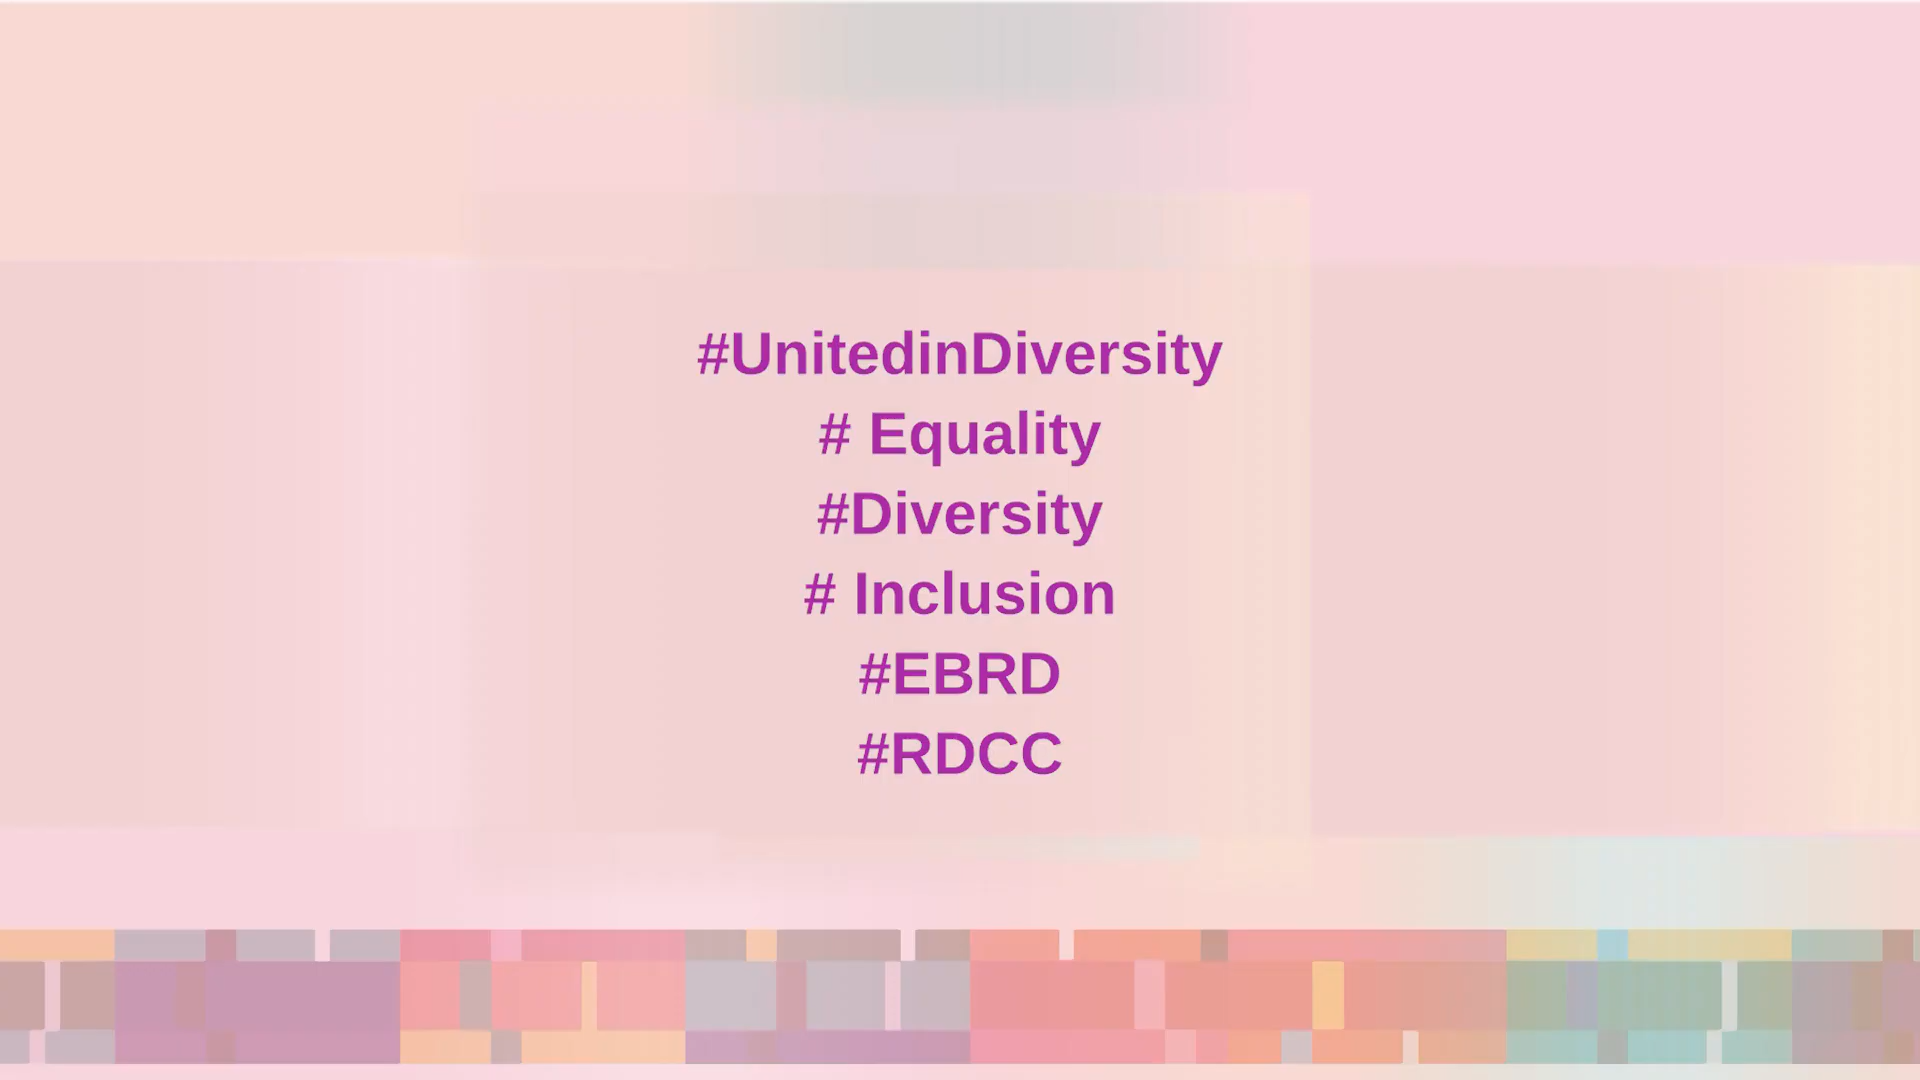 #UnitedinDiversity
# Equality
#Diversity
# Inclusion
#EBRD
#RDCC